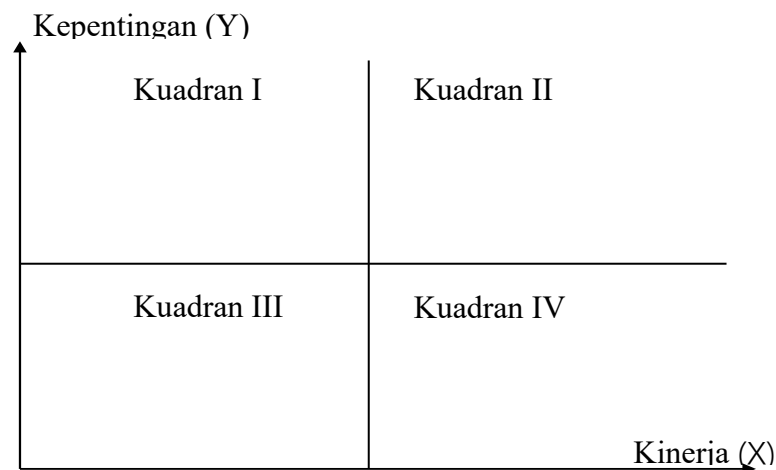 Kepentingan (Y)
Kuadran I
Kuadran II
Kuadran III
Kuadran IV
Kinerja (X)